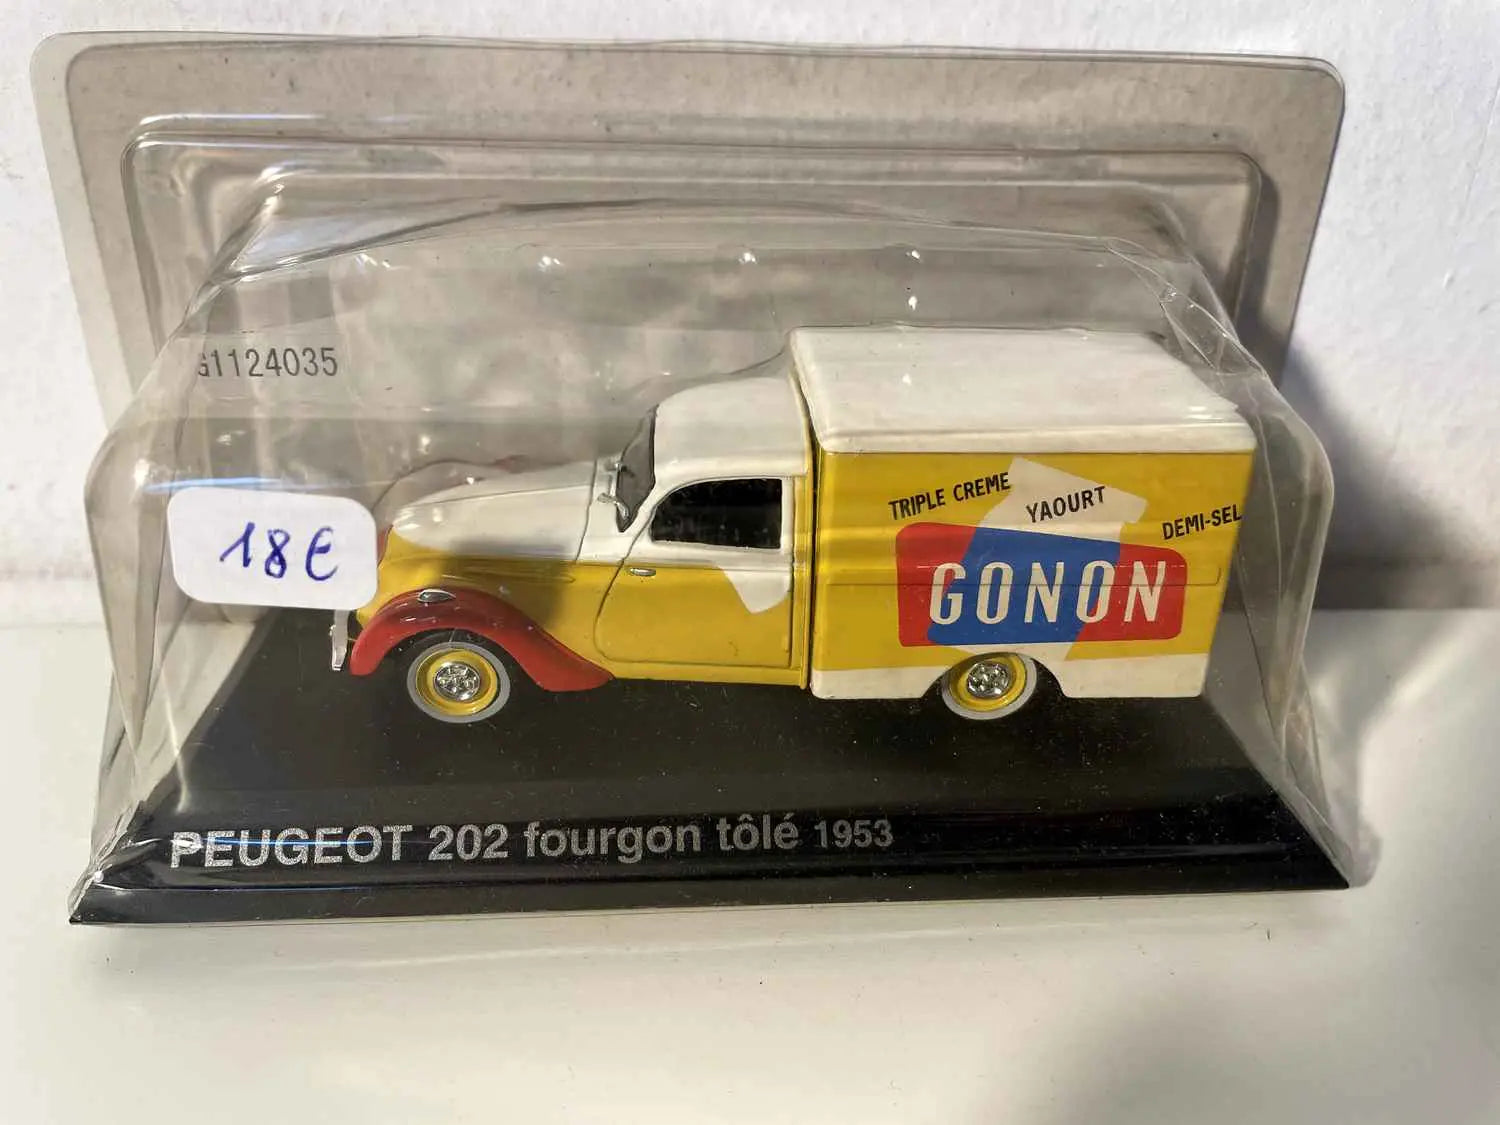 G1124035
18€
TRIPLE CREME
YAOURT
DEMI-SEL
GONON
PEUGEOT 202 fourgon tôlé 1953